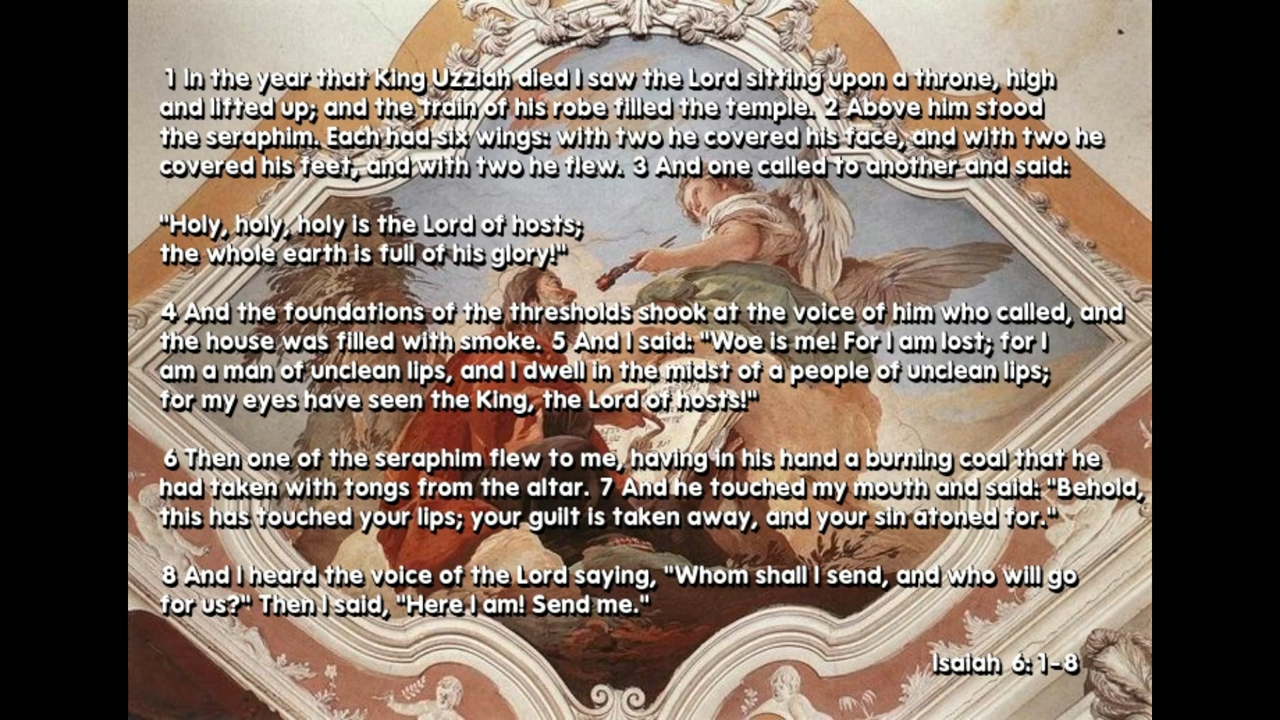 1 In the year that King Uzziah died I saw the Lord sitting upon a throne, high
and lifted up; and the train of his robe filled the temple. 2 Above him stood
the seraphim. Each had six wings: with two he covered his face, and with two he
covered his feet, and with two he flew. 3 And one called to another and said:
"Holy, holy, holy is the Lord of hosts;
the whole earth is full of his glory!"
4 And the foundations of the thresholds shook at the voice of him who called, and
the house was filled with smoke. 5 And I said: "Woe is me! For I am lost; for I
am a man of unclean lips, and I dwell in the midst of a people of unclean lips;
for my eyes have seen the King, the Lord of hosts!"
6 Then one of the seraphim flew to me, having in his hand a burning coal that he
had taken with tongs from the altar. 7 And he touched my mouth and said: "Behold,
this has touched your lips; your guilt is taken away, and your sin atoned for."
8 And I heard the voice of the Lord saying, "Whom shall I send, and who will go
for us?" Then I said, "Here I am! Send me."
Isaiah 6:1-8